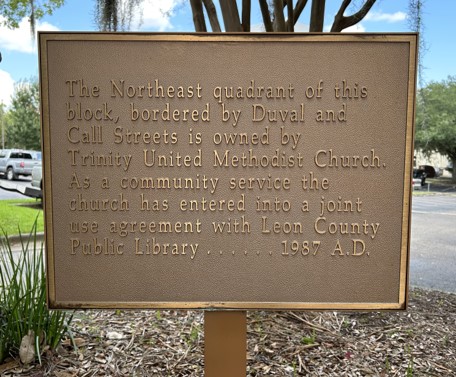 The Northeast quadrant of this
block, bordered by Duval and
Call Streets is owned by
Trinity United Methodist Church.
As a community service the
church has entered into a joint
use agreement with Leon County
Public Library . . . . . . 1987 A.D.